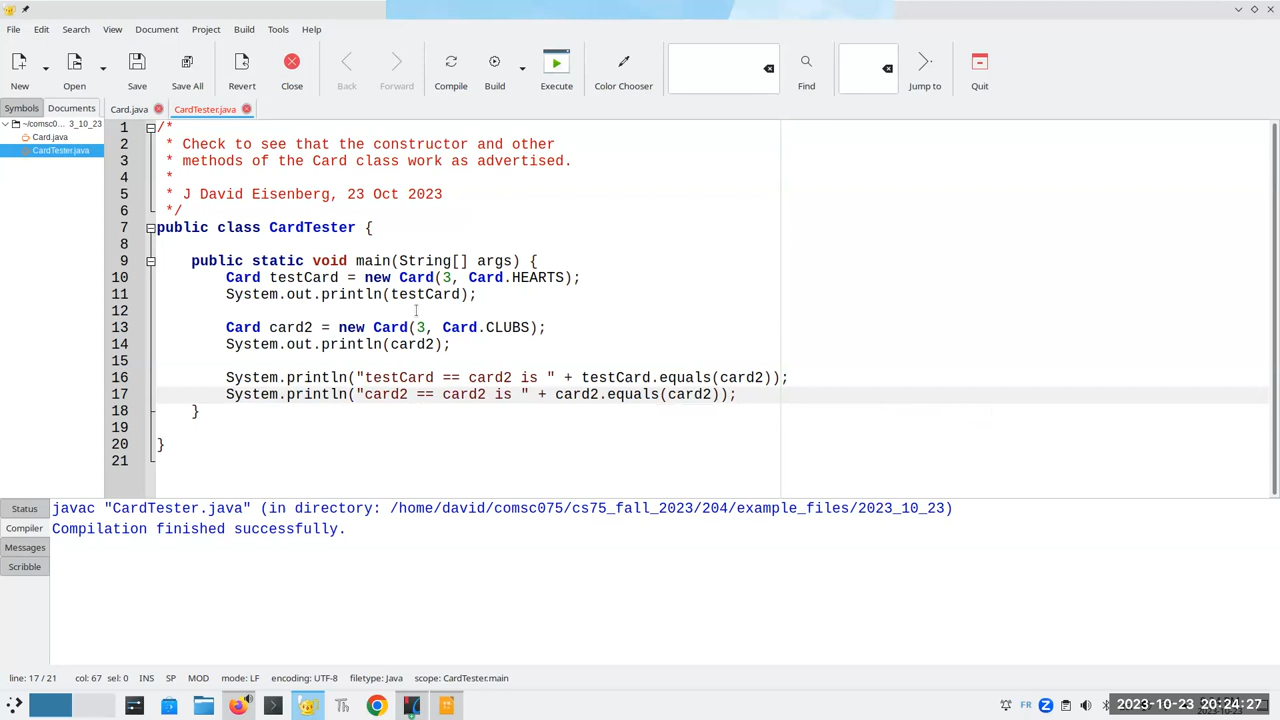 File Edit Search View Document Project Build Tools Help
New Open Save Save All Revert Close Back Forward Compile Build Execute Color Chooser Find Jump to Quit
Symbols Documents Card.java CardTester.java
~/comsc0... 3_10_23
Card.java
CardTester.java
1 /*
2 * Check to see that the constructor and other
3 * methods of the Card class work as advertised.
4 *
5 * J David Eisenberg, 23 Oct 2023
6 */
7 public class CardTester {
8
9 public static void main(String[] args) {
10 Card testCard = new Card(3, Card.HEARTS);
11 System.out.println(testCard);
12
13 Card card2 = new Card(3, Card.CLUBS);
14 System.out.println(card2);
15
16 System.println("testCard == card2 is " + testCard.equals(card2));
17 System.println("card2 == card2 is " + card2.equals(card2));
18 }
19
20 }
21
Status
Compiler
Messages
Scribble
javac "CardTester.java" (in directory: /home/david/comsc075/cs75_fall_2023/204/example_files/2023_10_23)
Compilation finished successfully.
line: 17 / 21 col: 67 sel: 0 INS SP MOD mode: LF encoding: UTF-8 filetype: Java scope: CardTester.main
FR 2023-10-23 20:24:27